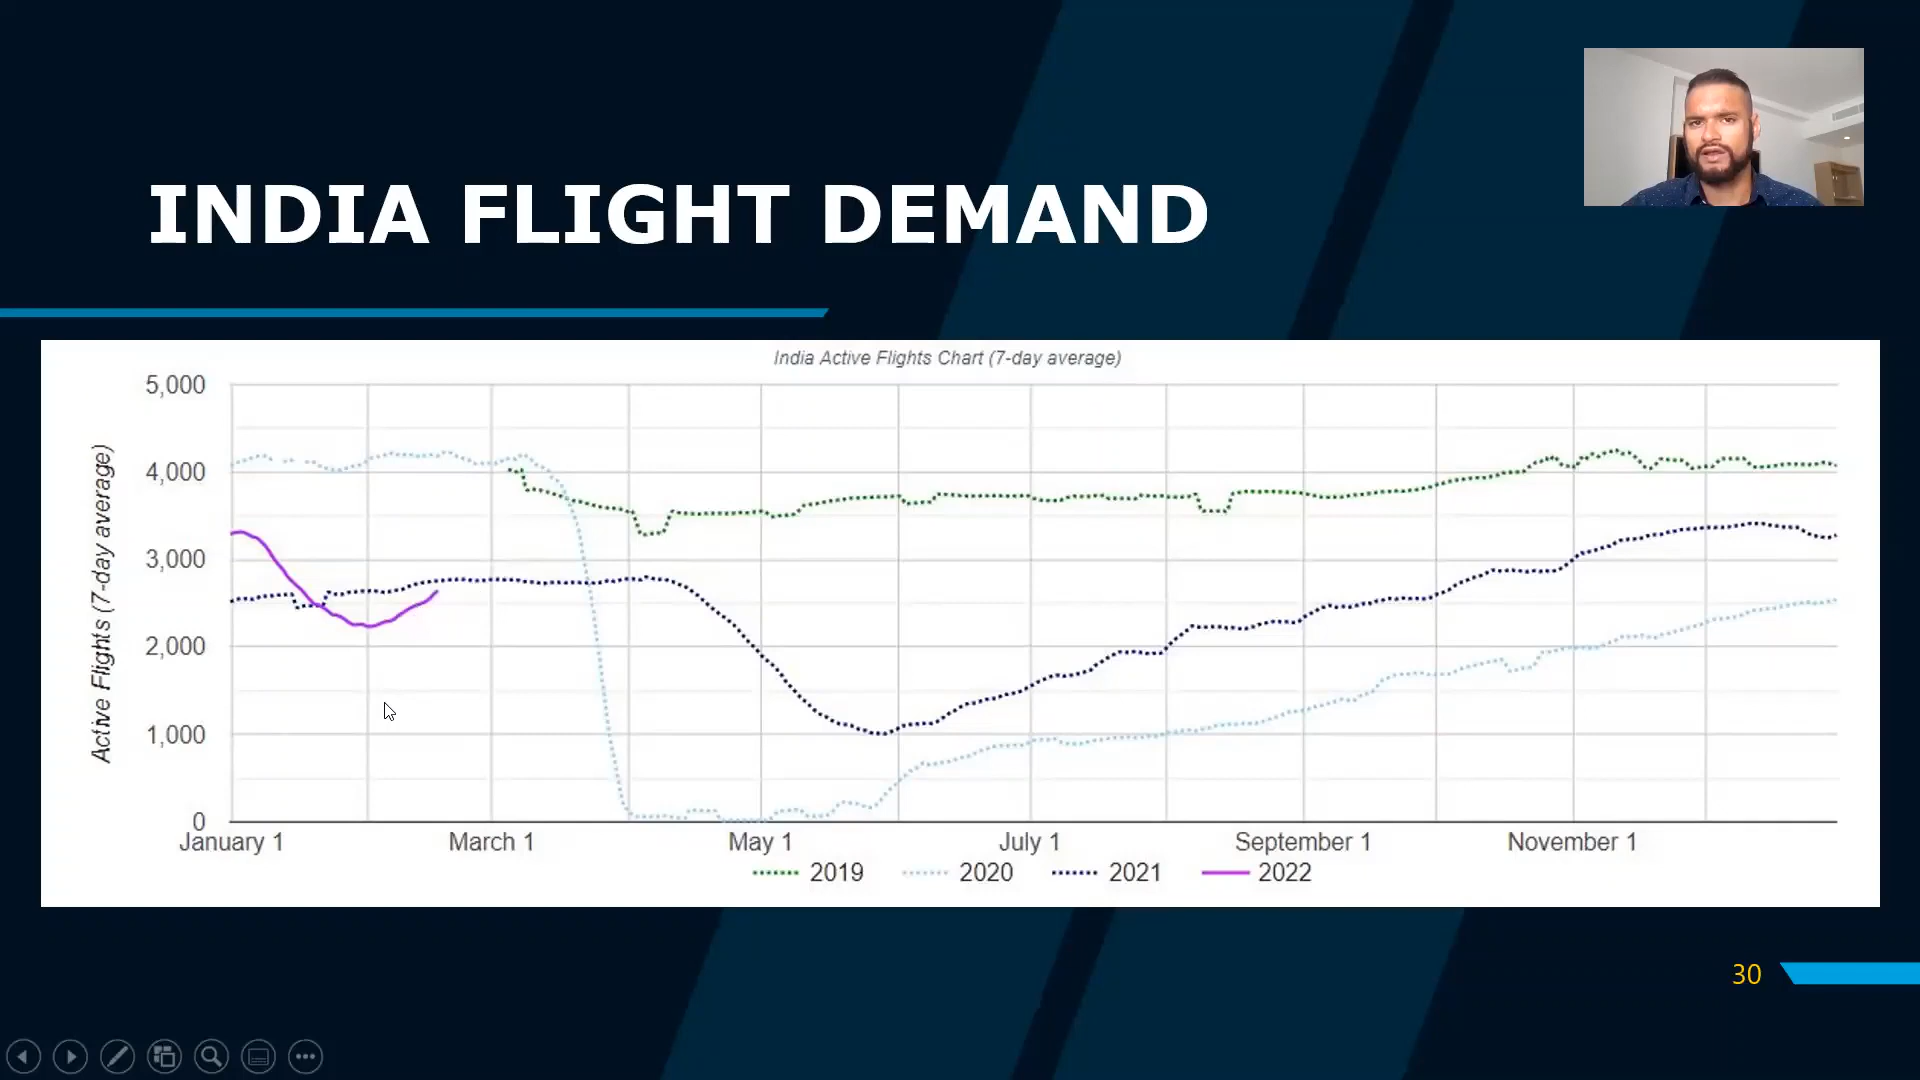 INDIA FLIGHT DEMAND
India Active Flights Chart (7-day average)
Active Flights (7-day average)
5,000
4,000
3,000
2,000
1,000
0
January 1 March 1 May 1 July 1 September 1 November 1
2019 2020 2021 2022
30